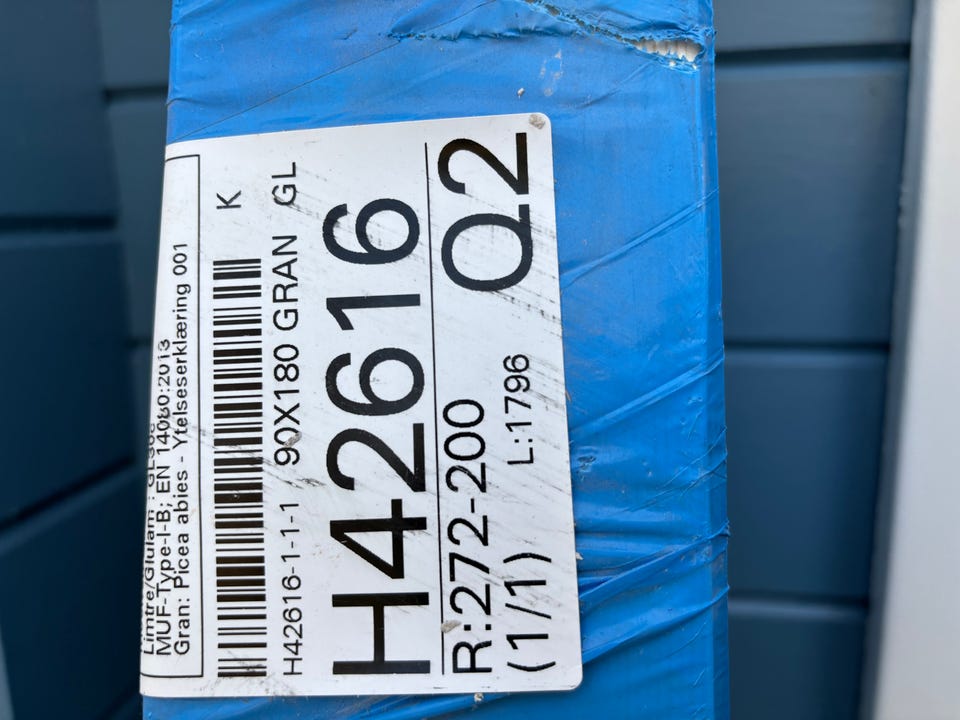 Limtre/Glulam : GL30c
MUF-Type-I-B; EN 14080:2013
Gran: Picea abies - Ytelseserklæring 001
K
H42616-1-1-1 90X180 GRAN GL
H42616
R:272-200 Q2
(1/1) L:1796